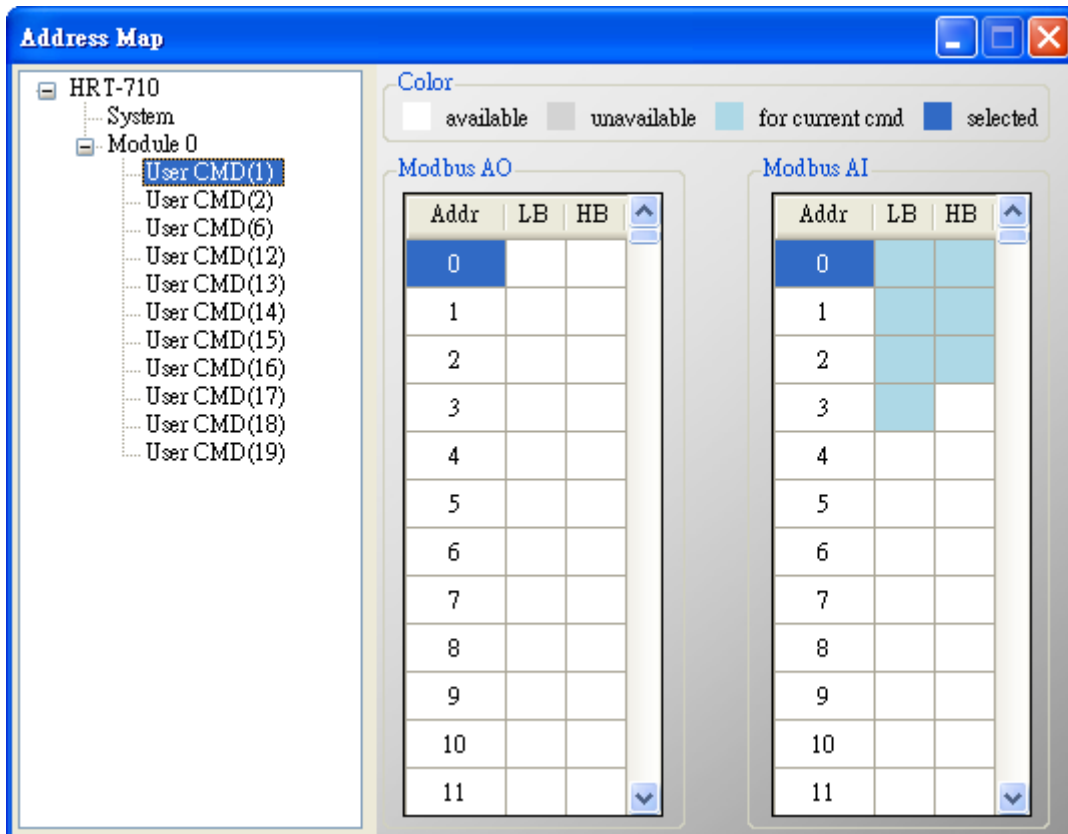 Address Map
HRT-710
System
Module 0
User CMD(1)
User CMD(2)
User CMD(6)
User CMD(12)
User CMD(13)
User CMD(14)
User CMD(15)
User CMD(16)
User CMD(17)
User CMD(18)
User CMD(19)
Color
available unavailable for current cmd selected
Modbus AO
Addr LB HB
0
1
2
3
4
5
6
7
8
9
10
11
Modbus AI
Addr LB HB
0
1
2
3
4
5
6
7
8
9
10
11